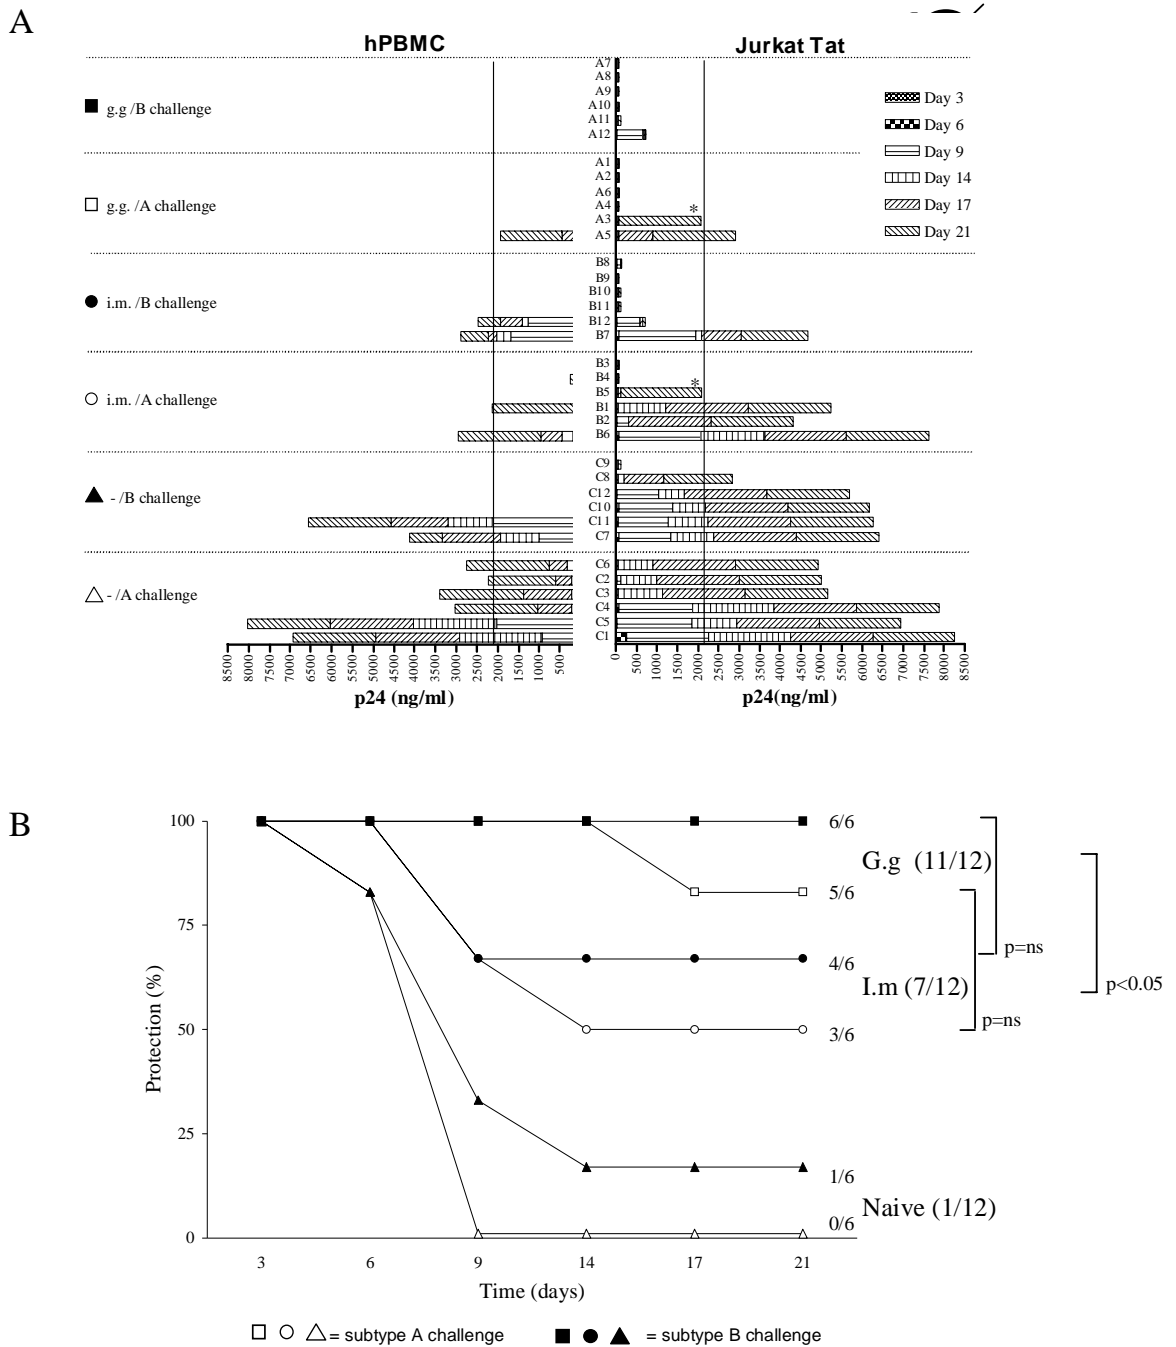 A
hPBMC
Jurkat Tat
g.g /B challenge
A7
A8
A9
A10
A11
A12
g.g. /A challenge
A1
A2
A6
A4
A3
*
A5
i.m. /B challenge
B8
B9
B10
B11
B12
B7
i.m. /A challenge
B3
B4
*
B5
B1
B2
B6
- /B challenge
C9
C8
C12
C10
C11
C7
- /A challenge
C6
C2
C3
C4
C5
C1
Day 3
Day 6
Day 9
Day 14
Day 17
Day 21
8500 8000 7500 7000 6500 6000 5500 5000 4500 4000 3500 3000 2500 2000 1500 1000 500
0 500 1000 1500 2000 2500 3000 3500 4000 4500 5000 5500 6000 6500 7000 7500 8000 8500
p24 (ng/ml)
p24(ng/ml)
B
Protection (%)
100
75
50
25
0
3 6 9 14 17 21
Time (days)
6/6
5/6
4/6
3/6
1/6
0/6
G.g (11/12)
I.m (7/12)
Naive (1/12)
p=ns
p=ns
p<0.05
= subtype A challenge
= subtype B challenge